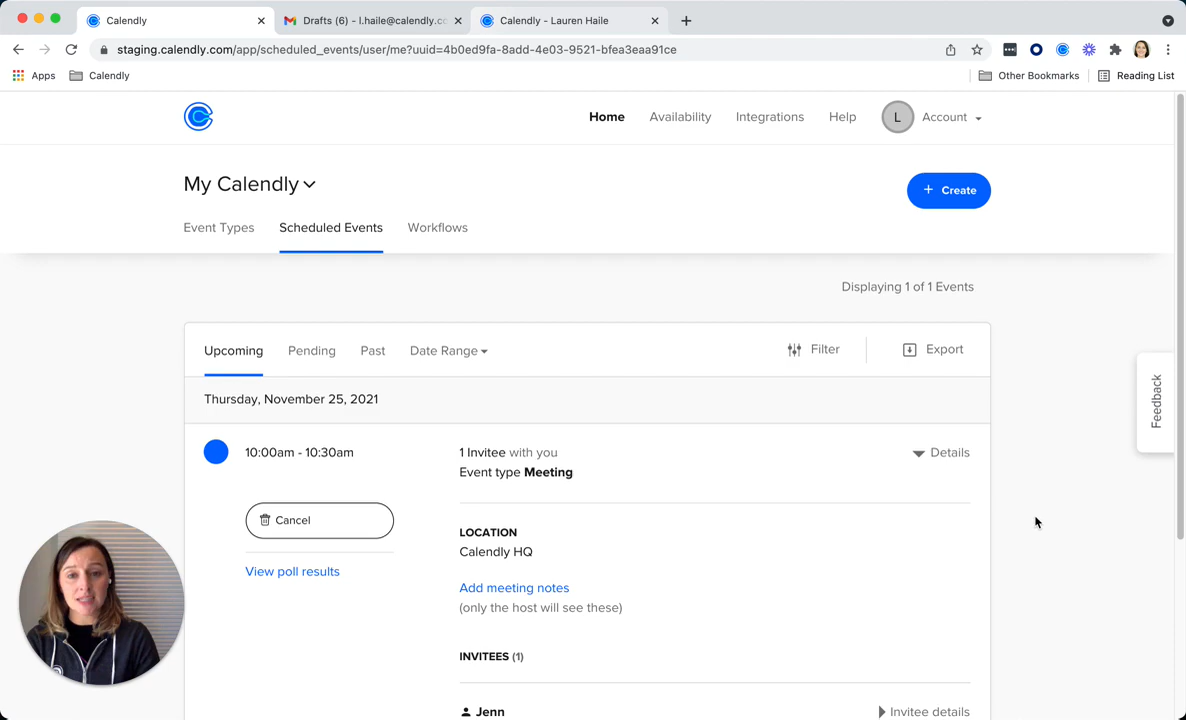 Calendly
Drafts (6) - l.haile@calendly.co
Calendly - Lauren Haile
staging.calendly.com/app/scheduled_events/user/me?uuid=4b0ed9fa-8add-4e03-9521-bfea3eaa91ce
Apps
Calendly
Other Bookmarks
Reading List
Home
Availability
Integrations
Help
L
Account
My Calendly
+ Create
Event Types
Scheduled Events
Workflows
Displaying 1 of 1 Events
Upcoming
Pending
Past
Date Range
Filter
Export
Feedback
Thursday, November 25, 2021
10:00am - 10:30am
1 Invitee with you
Details
Event type Meeting
Cancel
LOCATION
Calendly HQ
View poll results
Add meeting notes
(only the host will see these)
INVITEES (1)
Jenn
Invitee details